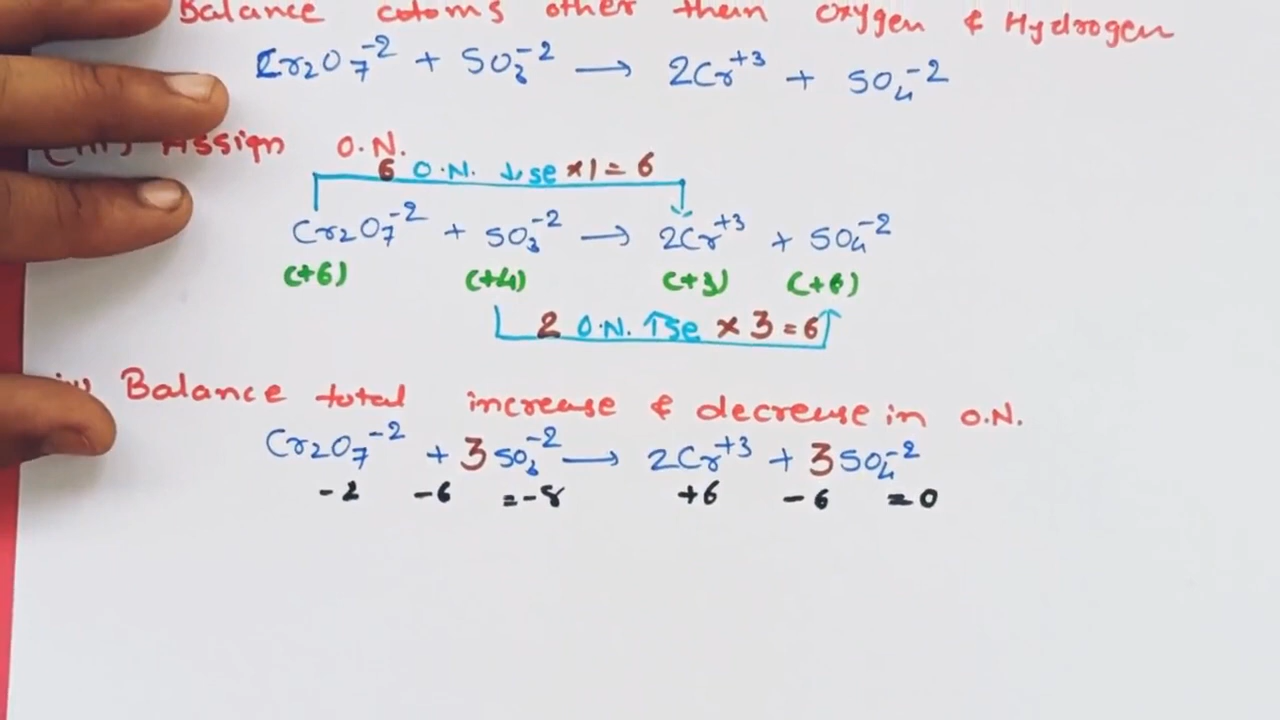 Balance atoms other than oxygen & Hydrogen
Cr₂O₇⁻² + SO₃⁻² → 2Cr⁺³ + SO₄⁻²
Assign O.N.
6 O.N. ↓se ×1 = 6
Cr₂O₇⁻² + SO₃⁻² → 2Cr⁺³ + SO₄⁻²
(+6) (+4) (+3) (+6)
2 O.N. ↑se × 3 = 6
Balance total increase & decrease in O.N.
Cr₂O₇⁻² + 3SO₃⁻² → 2Cr⁺³ + 3SO₄⁻²
-2 -6 = -8 +6 -6 = 0